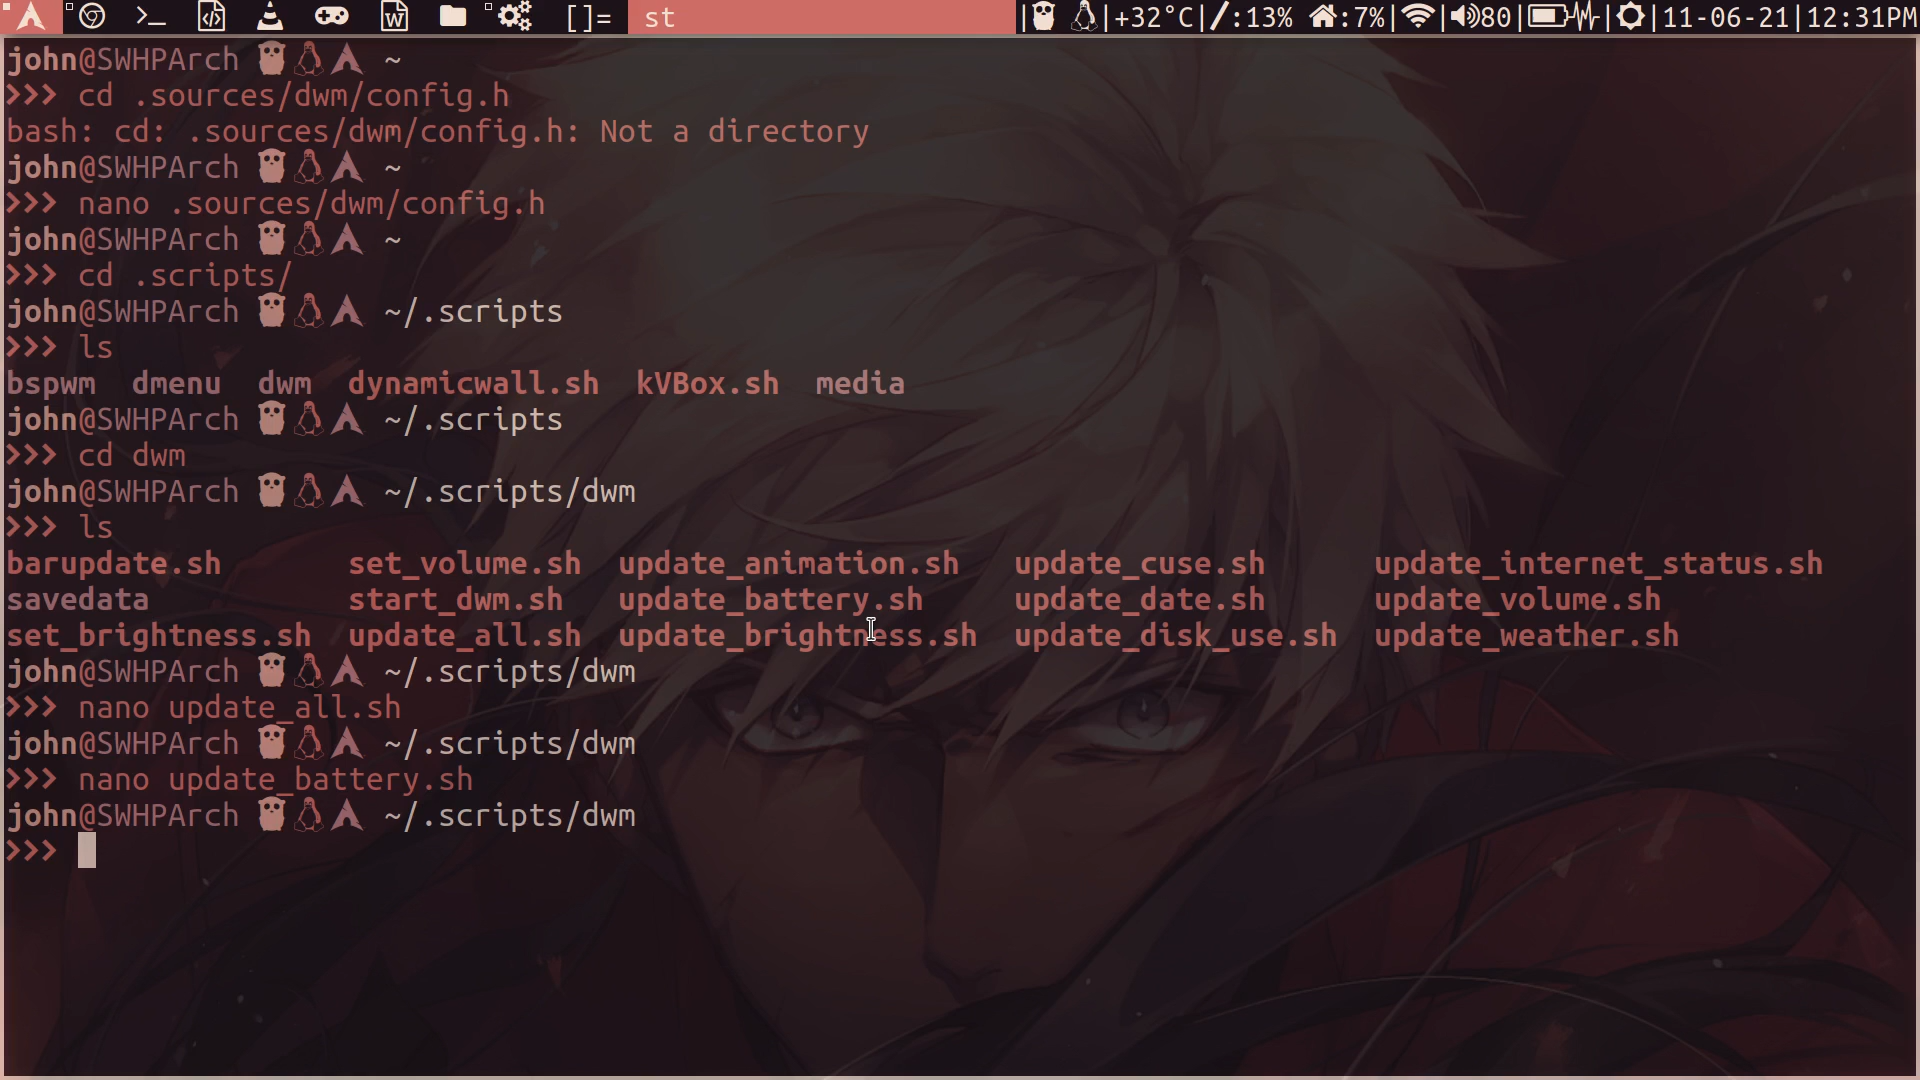 []= st |+32°C|/:13% :7%| |80| | |11-06-21|12:31PM
john@SWHPArch ~
>>> cd .sources/dwm/config.h
bash: cd: .sources/dwm/config.h: Not a directory
john@SWHPArch ~
>>> nano .sources/dwm/config.h
john@SWHPArch ~
>>> cd .scripts/
john@SWHPArch ~/.scripts
>>> ls
bspwm dmenu dwm dynamicwall.sh kVBox.sh media
john@SWHPArch ~/.scripts
>>> cd dwm
john@SWHPArch ~/.scripts/dwm
>>> ls
barupdate.sh set_volume.sh update_animation.sh update_cuse.sh update_internet_status.sh
savedata start_dwm.sh update_battery.sh update_date.sh update_volume.sh
set_brightness.sh update_all.sh update_brightness.sh update_disk_use.sh update_weather.sh
john@SWHPArch ~/.scripts/dwm
>>> nano update_all.sh
john@SWHPArch ~/.scripts/dwm
>>> nano update_battery.sh
john@SWHPArch ~/.scripts/dwm
>>>